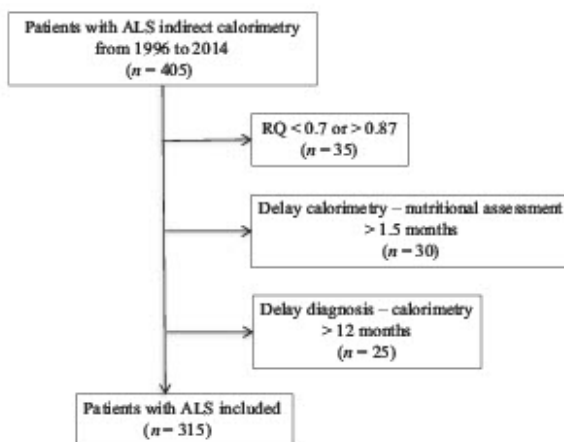 Patients with ALS indirect calorimetry
from 1996 to 2014
(n = 405)
RQ < 0.7 or > 0.87
(n = 35)
Delay calorimetry – nutritional assessment
> 1.5 months
(n = 30)
Delay diagnosis – calorimetry
> 12 months
(n = 25)
Patients with ALS included
(n = 315)